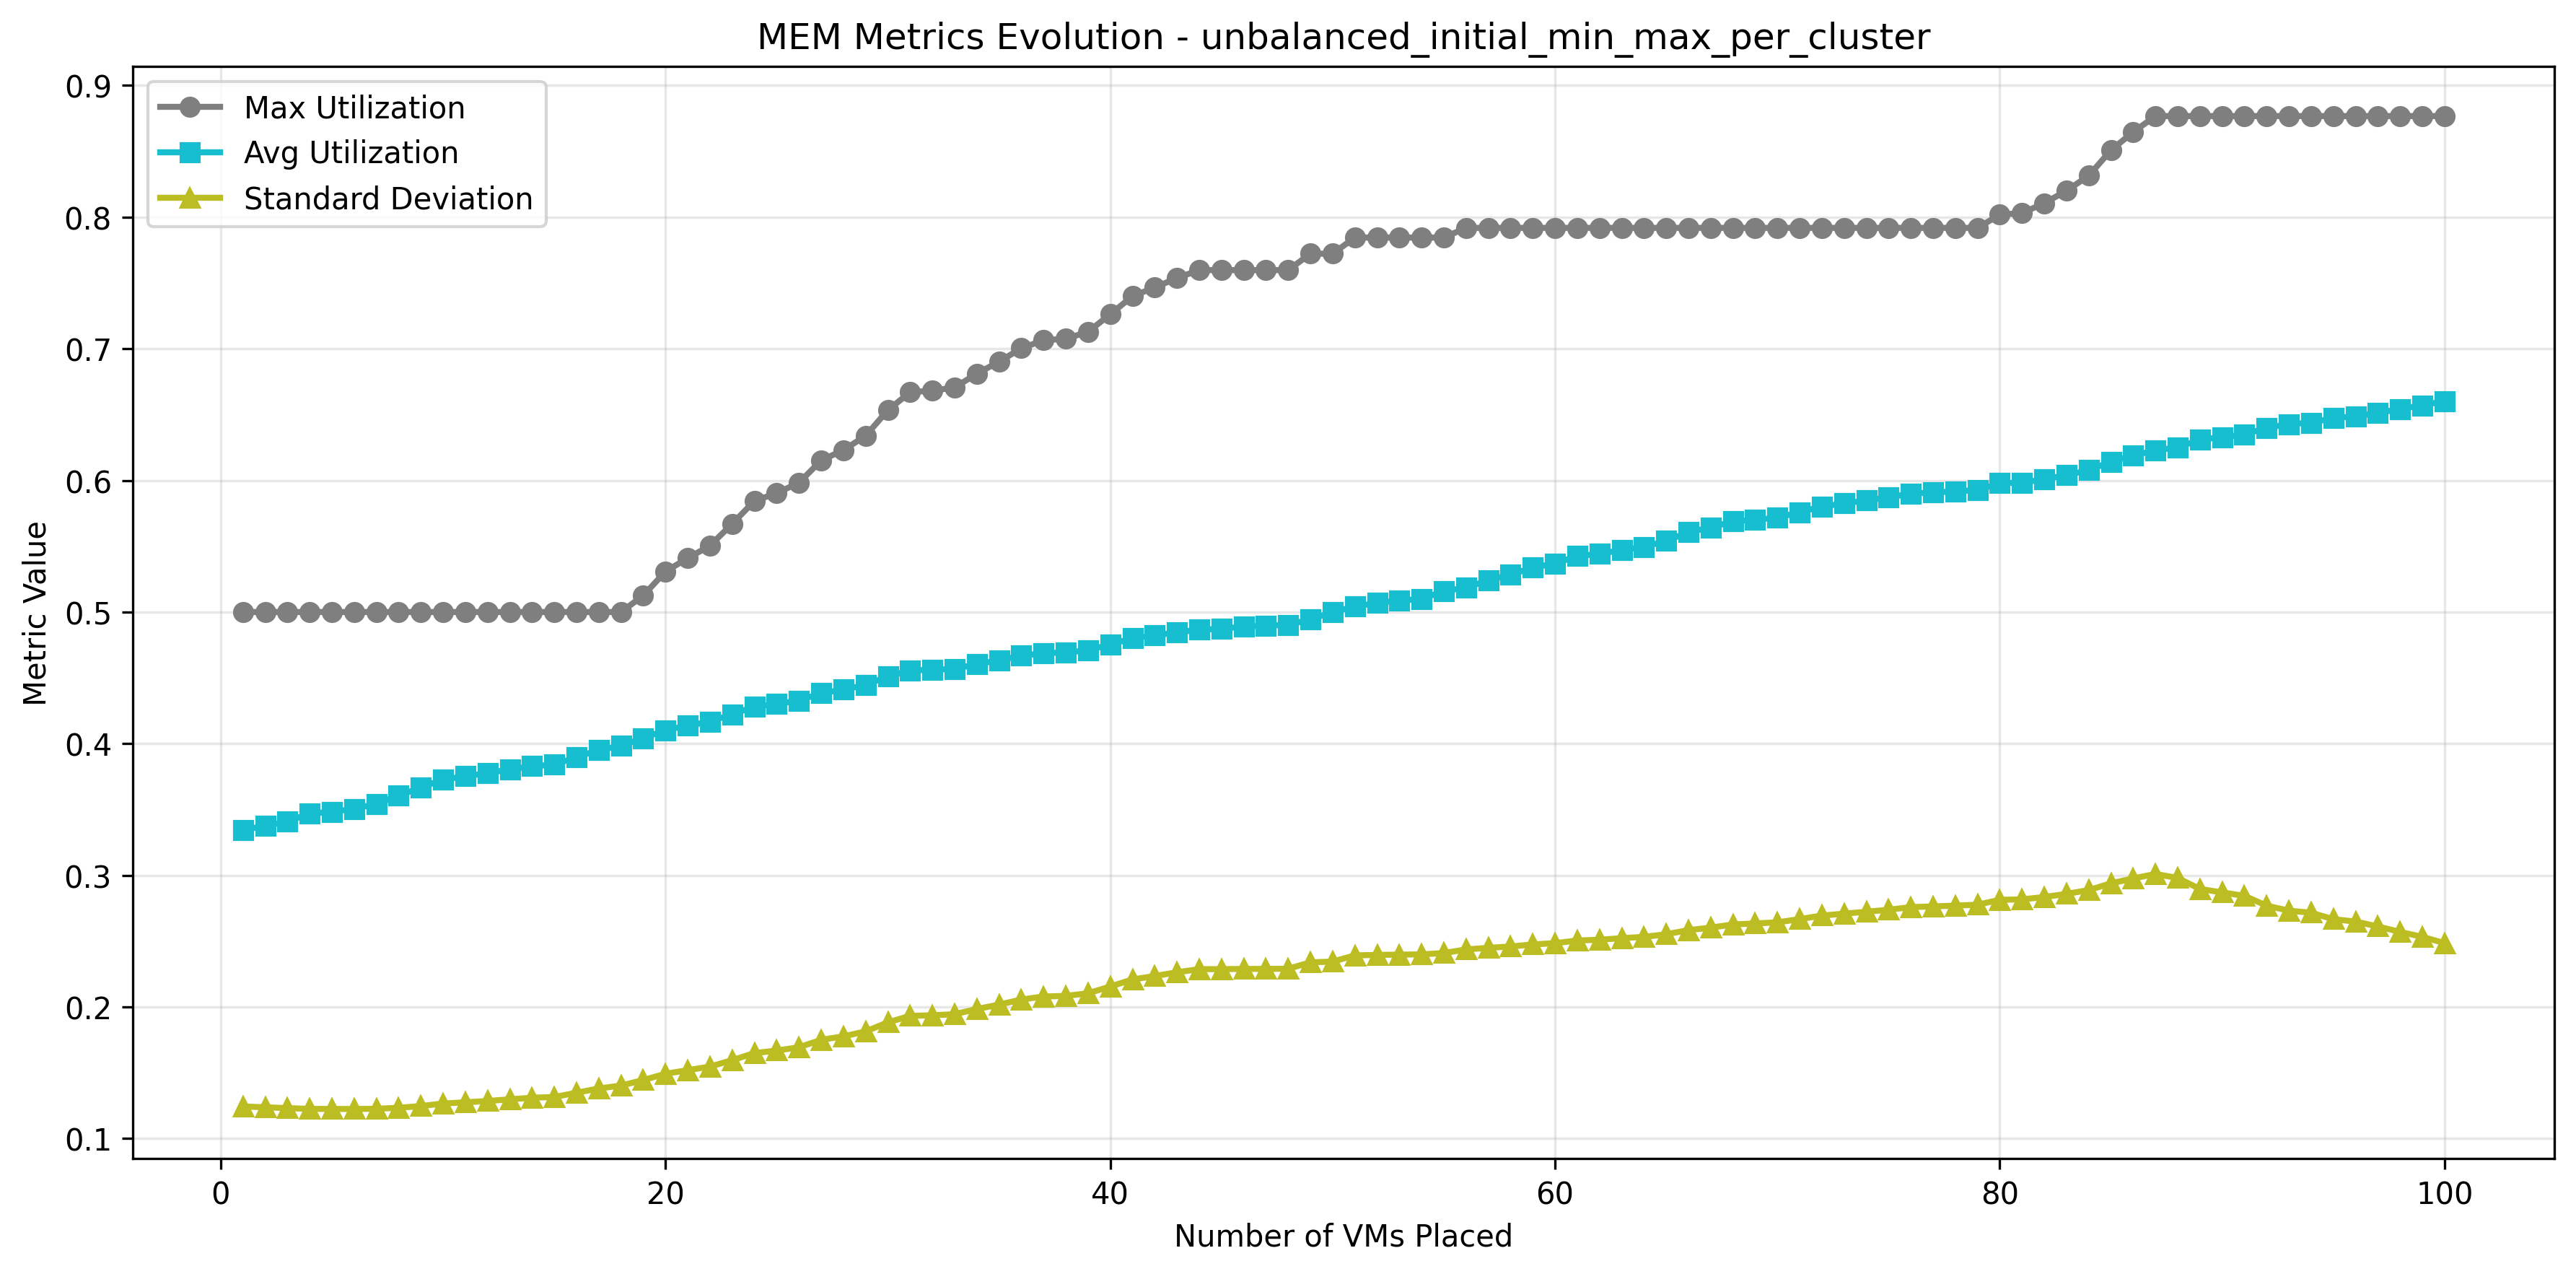 MEM Metrics Evolution - unbalanced_initial_min_max_per_cluster
Max Utilization
Avg Utilization
Standard Deviation
Metric Value
0.9
0.8
0.7
0.6
0.5
0.4
0.3
0.2
0.1
0 20 40 60 80 100
Number of VMs Placed